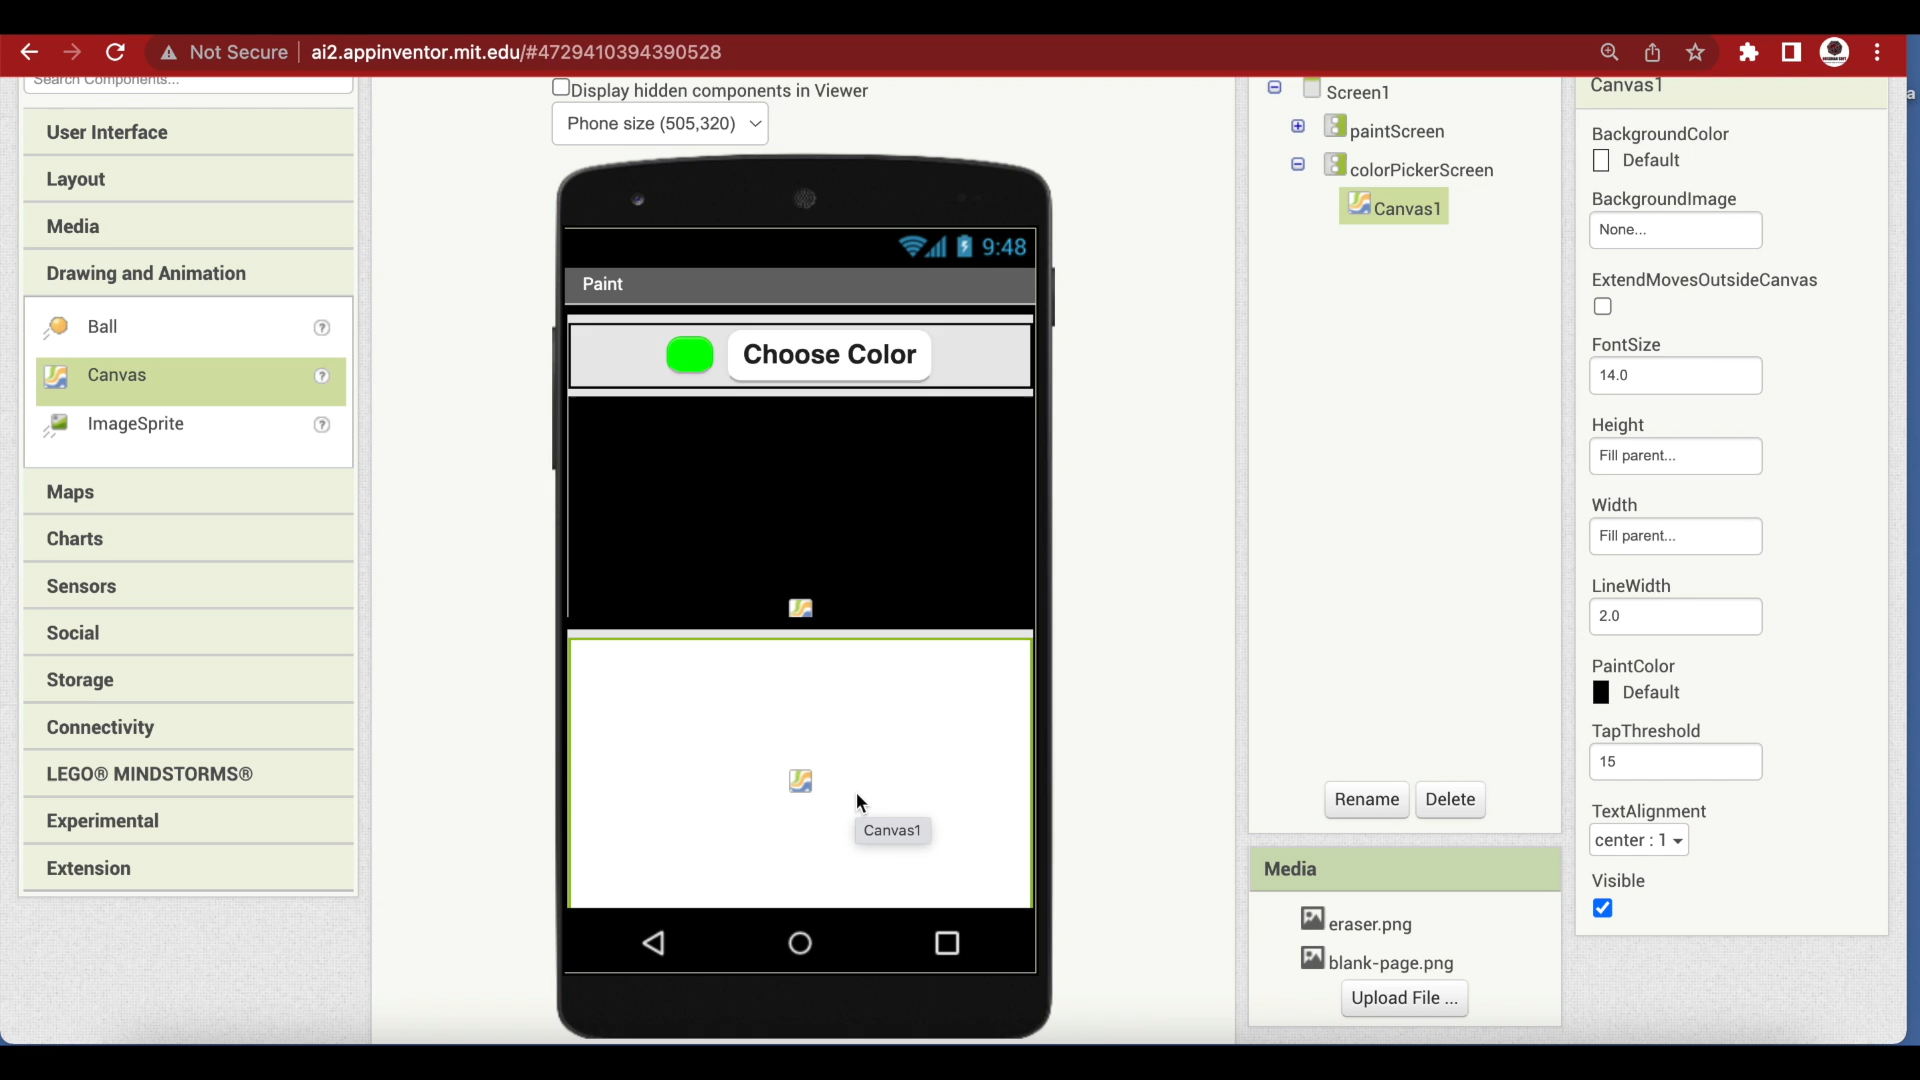 Not Secure
ai2.appinventor.mit.edu/#4729410394390528
Search Components...
User Interface
Layout
Media
Drawing and Animation
Ball
?
Canvas
?
ImageSprite
?
Maps
Charts
Sensors
Social
Storage
Connectivity
LEGO® MINDSTORMS®
Experimental
Extension
Display hidden components in Viewer
Phone size (505,320)
9:48
Paint
Choose Color
Canvas1
Screen1
paintScreen
colorPickerScreen
Canvas1
Rename
Delete
Media
eraser.png
blank-page.png
Upload File ...
Canvas1
BackgroundColor
Default
BackgroundImage
None...
ExtendMovesOutsideCanvas
FontSize
14.0
Height
Fill parent...
Width
Fill parent...
LineWidth
2.0
PaintColor
Default
TapThreshold
15
TextAlignment
center : 1
Visible
a